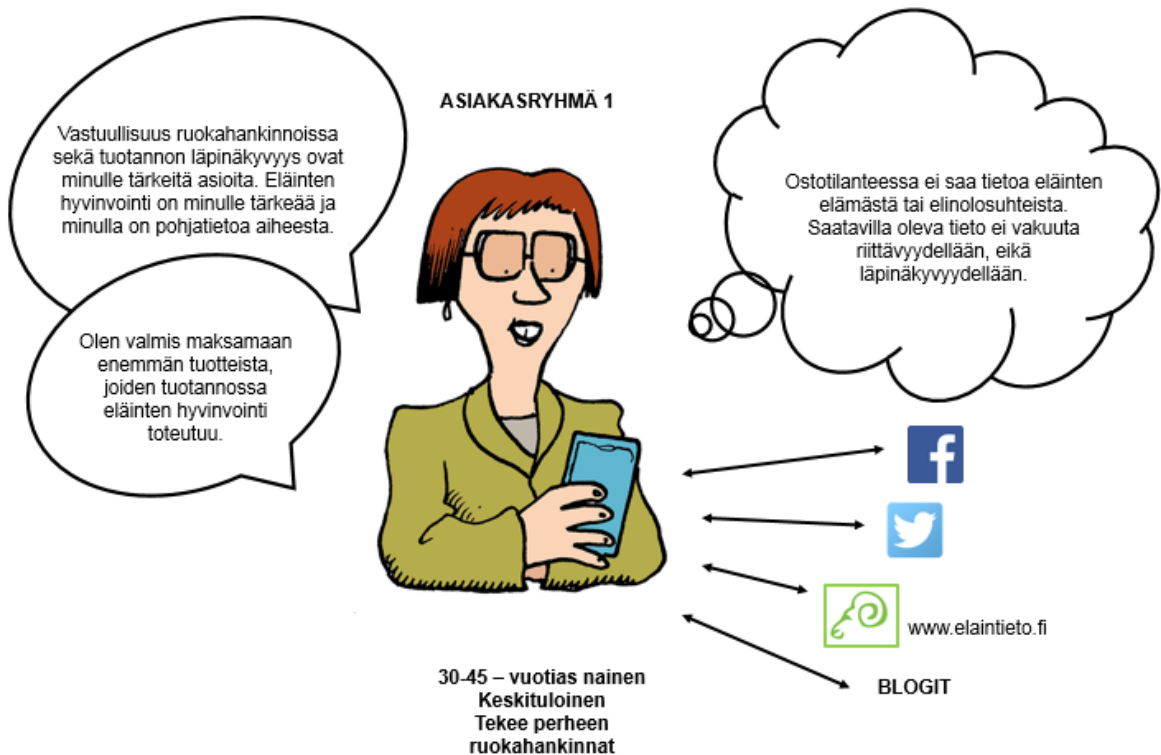 ASIAKASRYHMÄ 1
Vastuullisuus ruokahankinnoissa
sekä tuotannon läpinäkyvyys ovat
minulle tärkeitä asioita. Eläinten
hyvinvointi on minulle tärkeää ja
minulla on pohjatietoa aiheesta.
Olen valmis maksamaan
enemmän tuotteista,
joiden tuotannossa
eläinten hyvinvointi
toteutuu.
Ostotilanteessa ei saa tietoa eläinten
elämästä tai elinolosuhteista.
Saatavilla oleva tieto ei vakuuta
riittävyydellään, eikä
läpinäkyvyydellään.
f
www.elaintieto.fi
BLOGIT
30-45 – vuotias nainen
Keskituloinen
Tekee perheen
ruokahankinnat